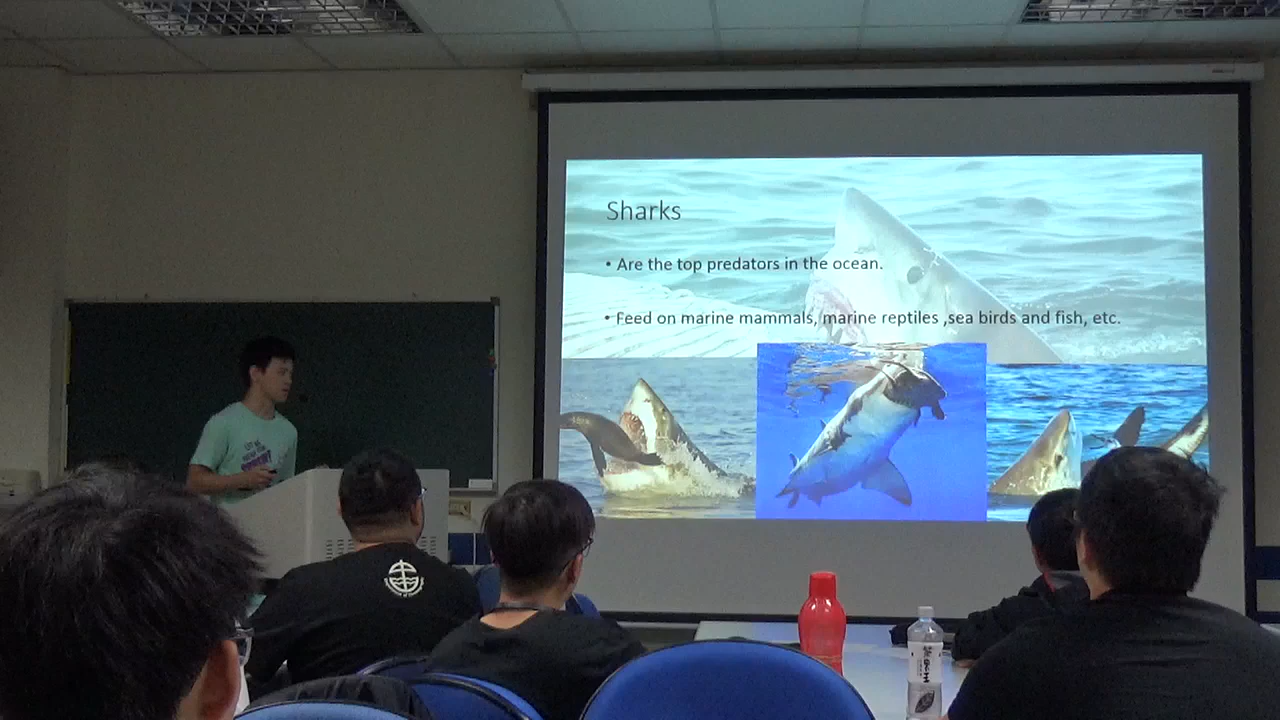 Sharks
• Are the top predators in the ocean.
• Feed on marine mammals, marine reptiles ,sea birds and fish, etc.